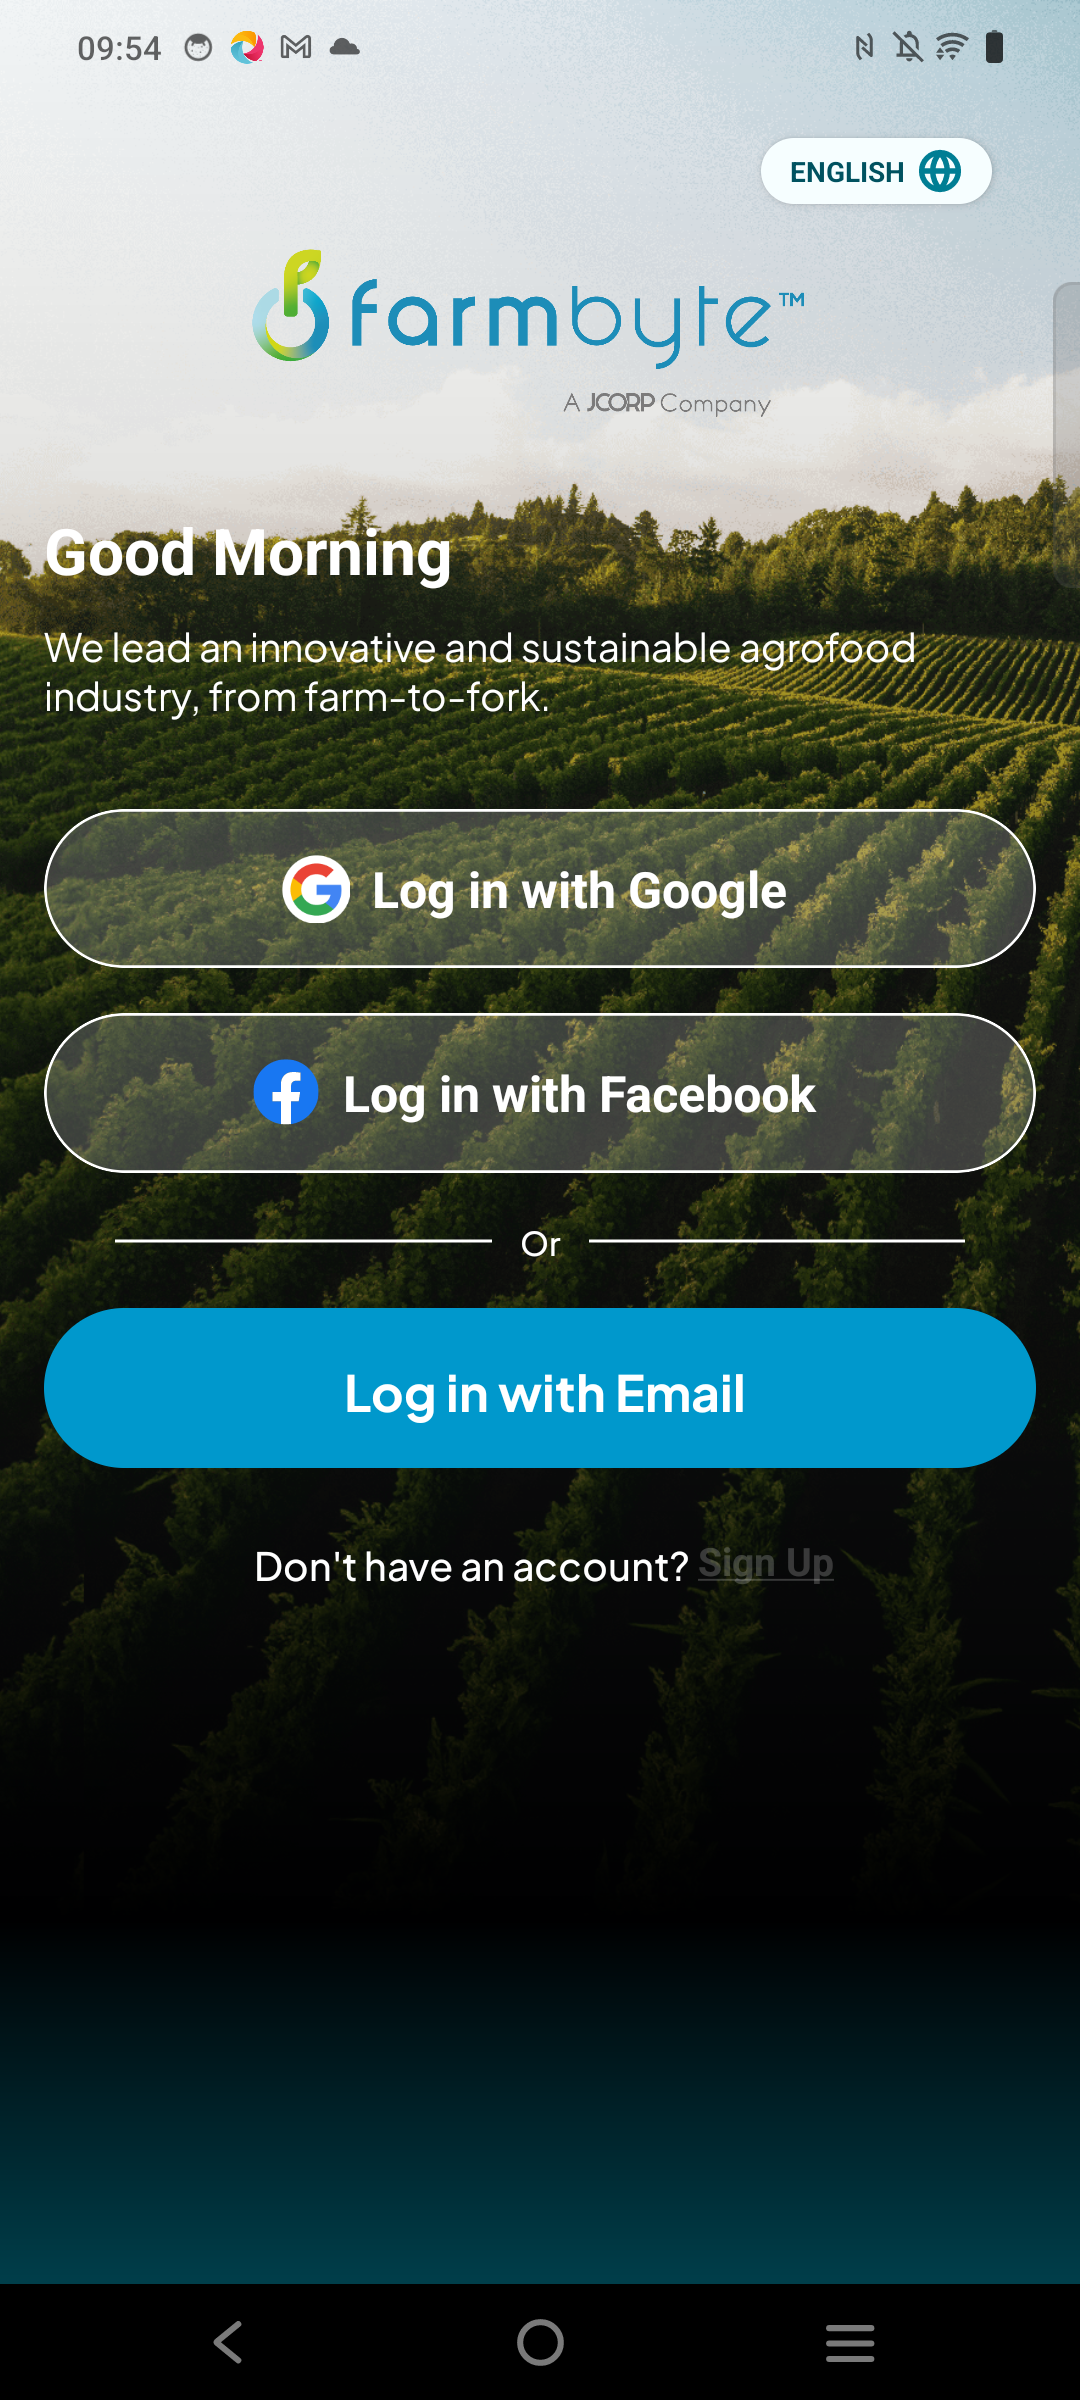 09:54
ENGLISH
farmbyte™
A JCORP Company
Good Morning
We lead an innovative and sustainable agrofood
industry, from farm-to-fork.
Log in with Google
Log in with Facebook
Or
Log in with Email
Don't have an account? Sign Up